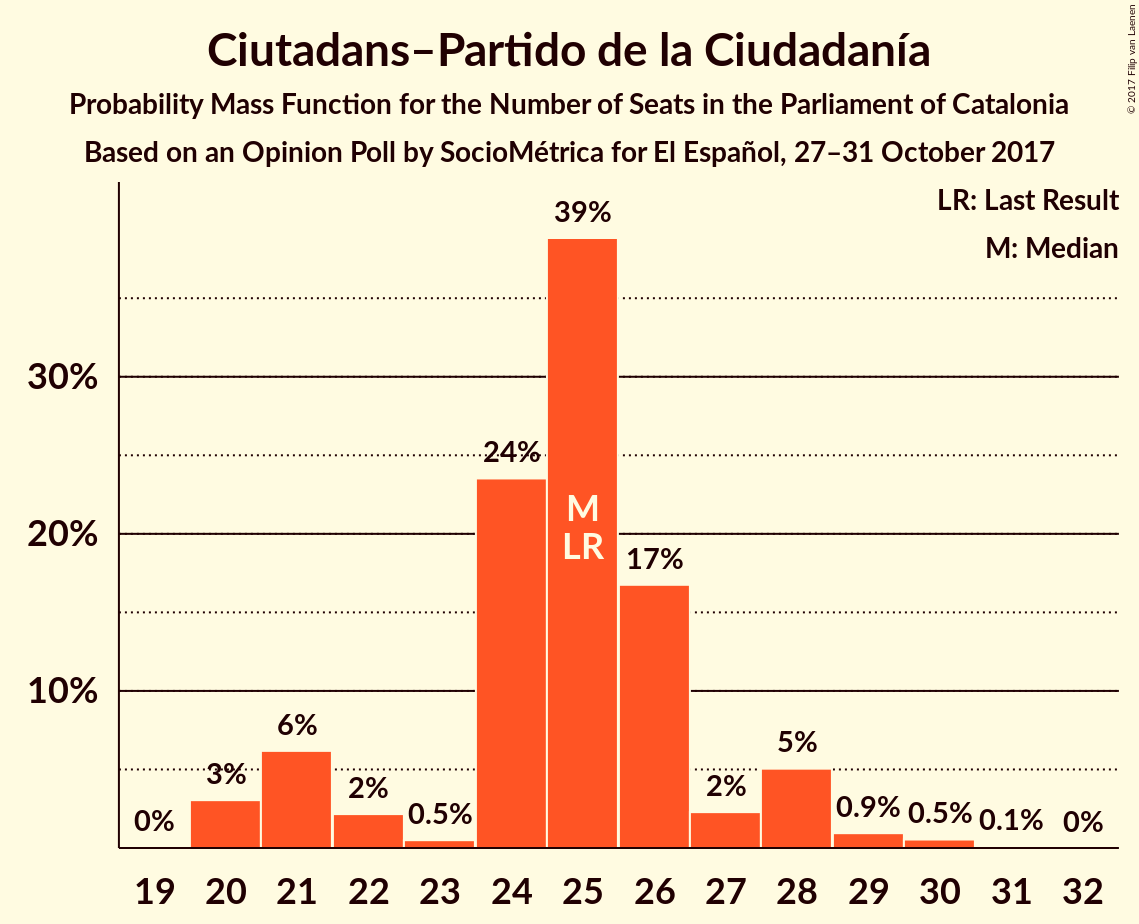 Ciutadans–Partido de la Ciudadanía
Probability Mass Function for the Number of Seats in the Parliament of Catalonia
Based on an Opinion Poll by SocioMétrica for El Español, 27–31 October 2017
© 2017 Filip van Laenen
LR: Last Result
M: Median
39%
30%
24%
M
20%
LR
17%
10%
6%
5%
3%
2%
2%
0%
0.5%
0.9%
0.5%
0.1%
0%
19 20 21 22 23 24 25 26 27 28 29 30 31 32